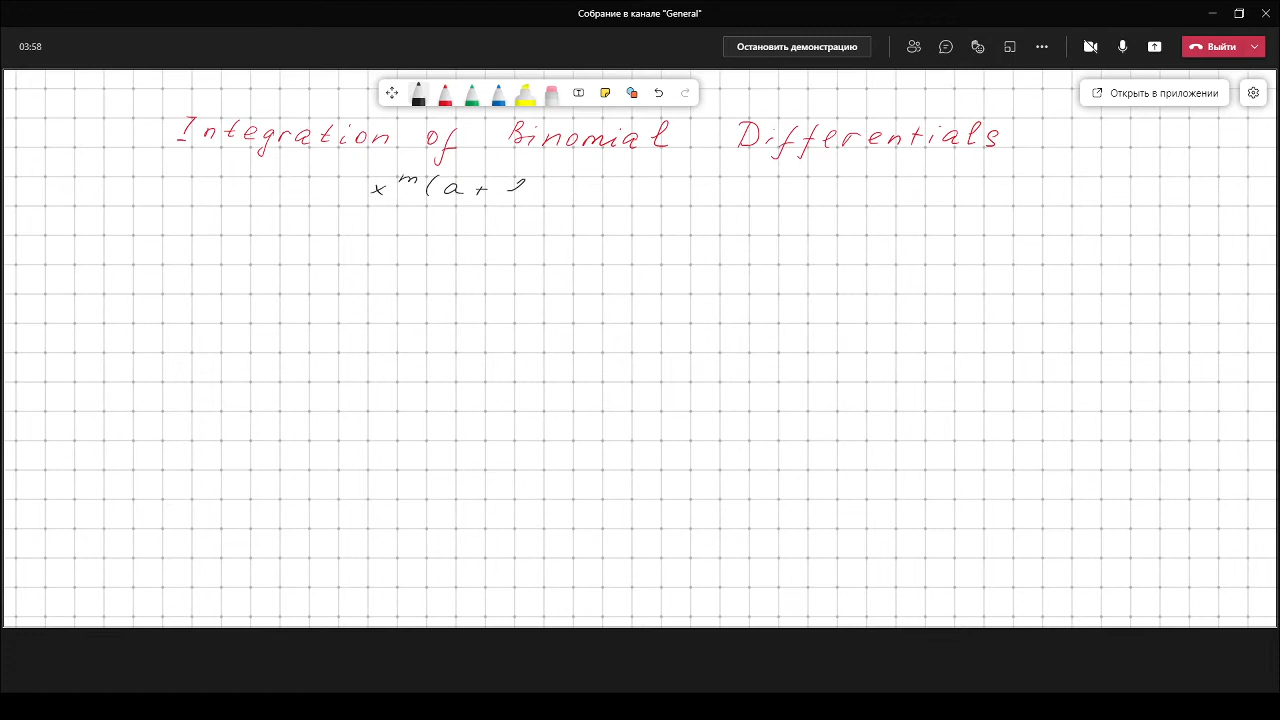 Собрание в канале "General"
03:58
Остановить демонстрацию
Выйти
Открыть в приложении
Integration of Binomial Differentials
x^m(a +